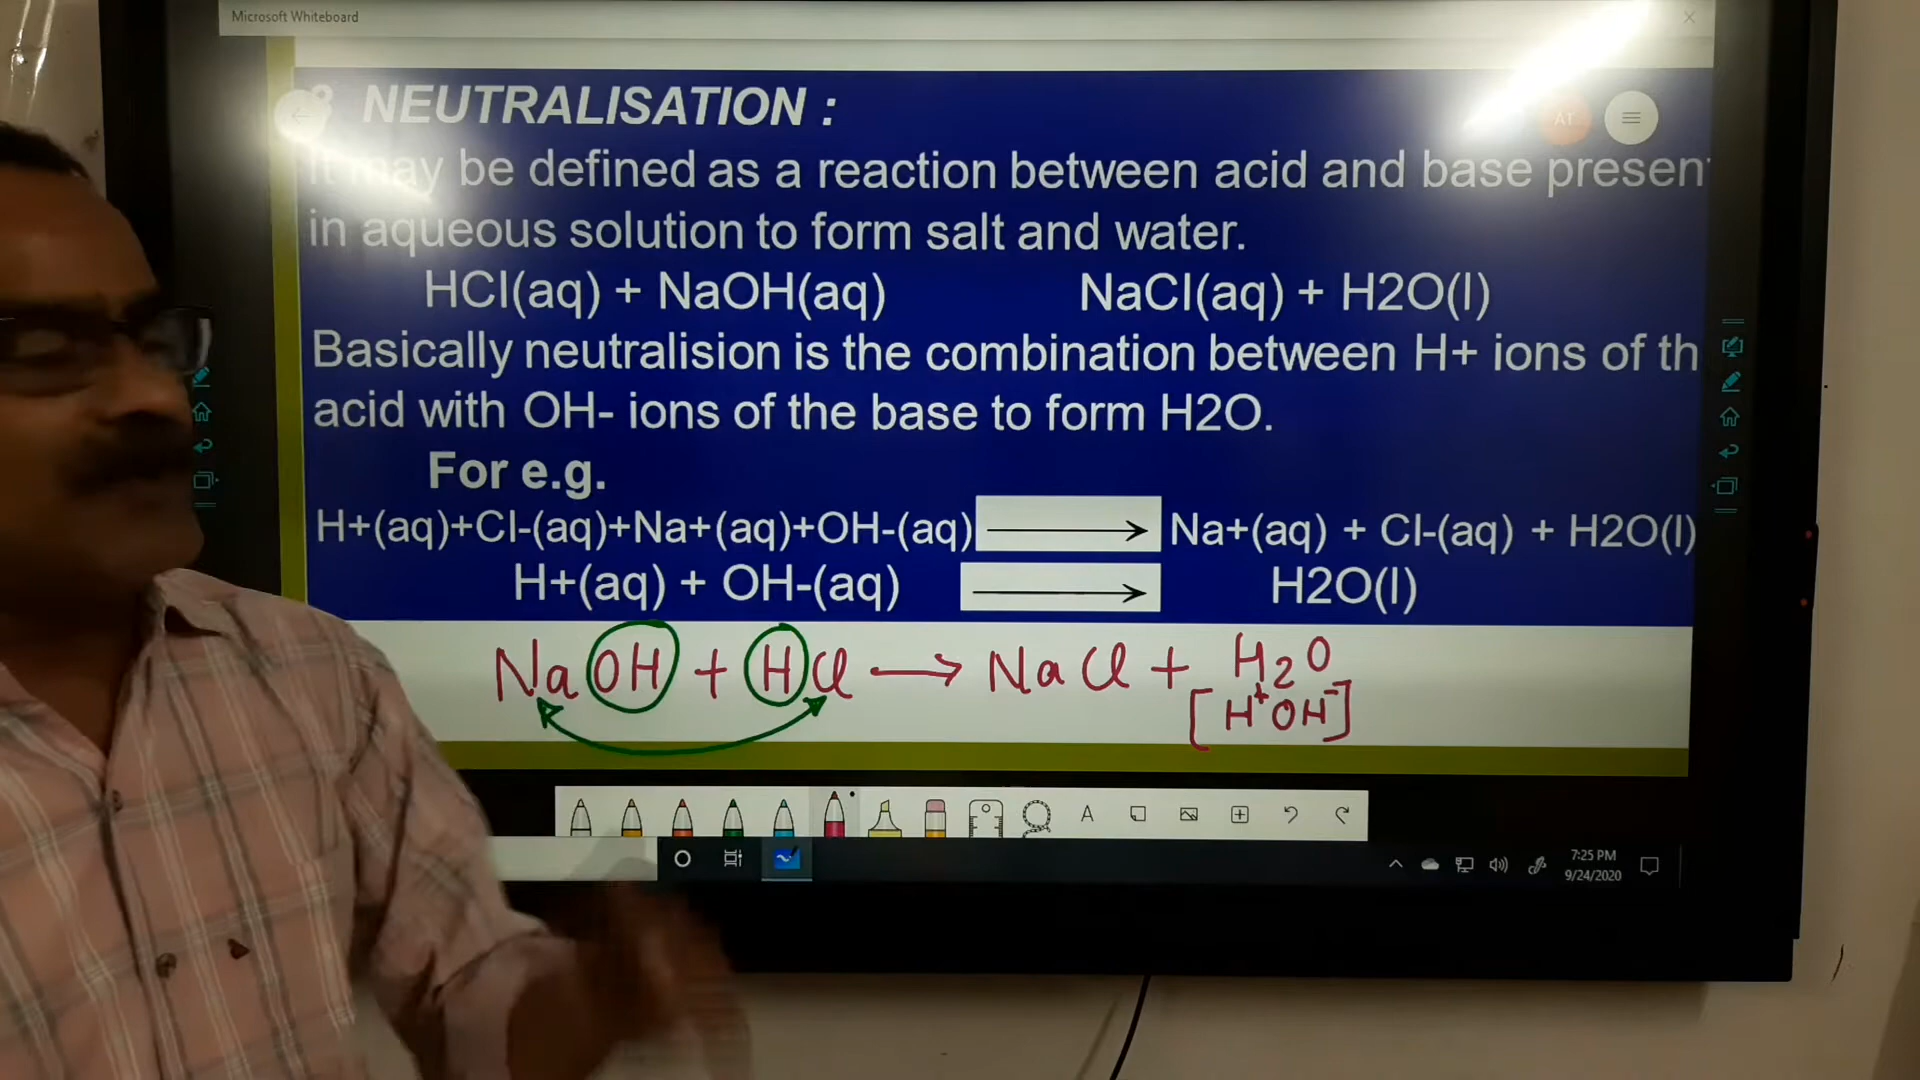 Microsoft Whiteboard
NEUTRALISATION :
It may be defined as a reaction between acid and base presen
AT
in aqueous solution to form salt and water.
HCl(aq) + NaOH(aq) NaCl(aq) + H2O(l)
Basically neutralision is the combination between H+ ions of th
acid with OH- ions of the base to form H2O.
For e.g.
H+(aq)+Cl-(aq)+Na+(aq)+OH-(aq) → Na+(aq) + Cl-(aq) + H2O(l)
H+(aq) + OH-(aq) → H2O(l)
NaOH + HCl → NaCl + H2O
[H⁺OH⁻]
A
7:25 PM
9/24/2020